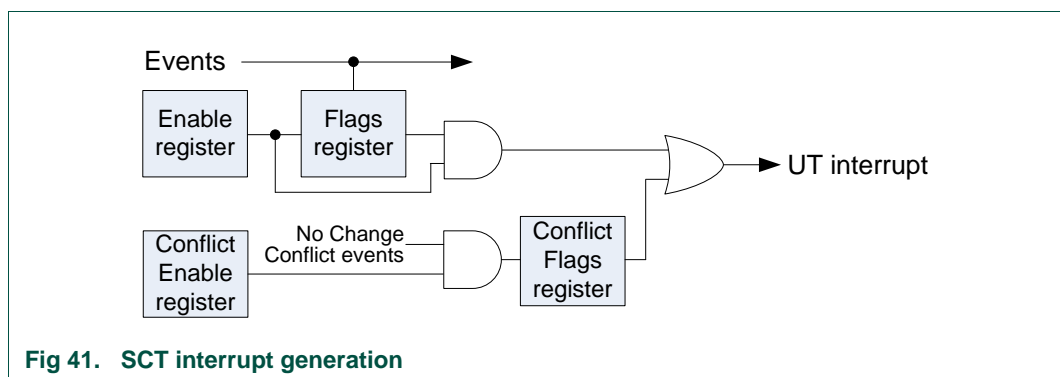 Events
Enable
register
Flags
register
UT interrupt
No Change
Conflict events
Conflict
Enable
register
Conflict
Flags
register
Fig 41. SCT interrupt generation